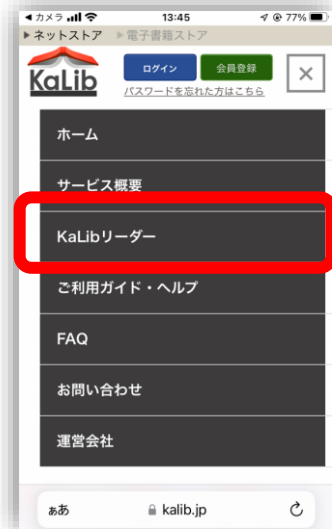 ◀カメラ 13:45 77%
▶ネットストア ▶電子書籍ストア
KaLib ログイン 会員登録
パスワードを忘れた方はこちら
ホーム
サービス概要
KaLibリーダー
ご利用ガイド・ヘルプ
FAQ
お問い合わせ
運営会社
ぁあ kalib.jp